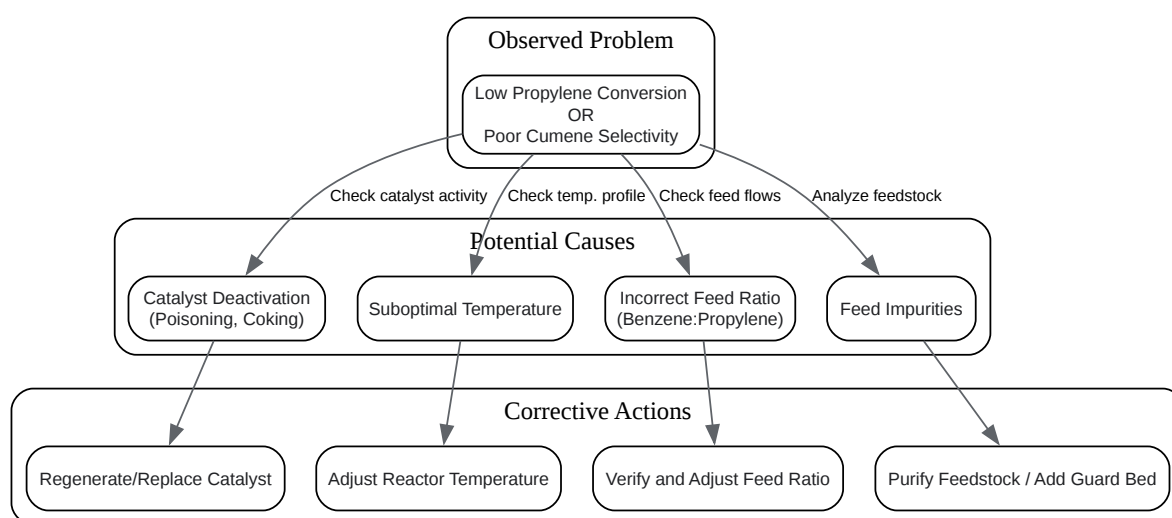 Observed Problem
Low Propylene Conversion
OR
Poor Cumene Selectivity
Check catalyst activity
Check temp. profile
Check feed flows
Analyze feedstock
Potential Causes
Catalyst Deactivation
(Poisoning, Coking)
Suboptimal Temperature
Incorrect Feed Ratio
(Benzene:Propylene)
Feed Impurities
Corrective Actions
Regenerate/Replace Catalyst
Adjust Reactor Temperature
Verify and Adjust Feed Ratio
Purify Feedstock / Add Guard Bed